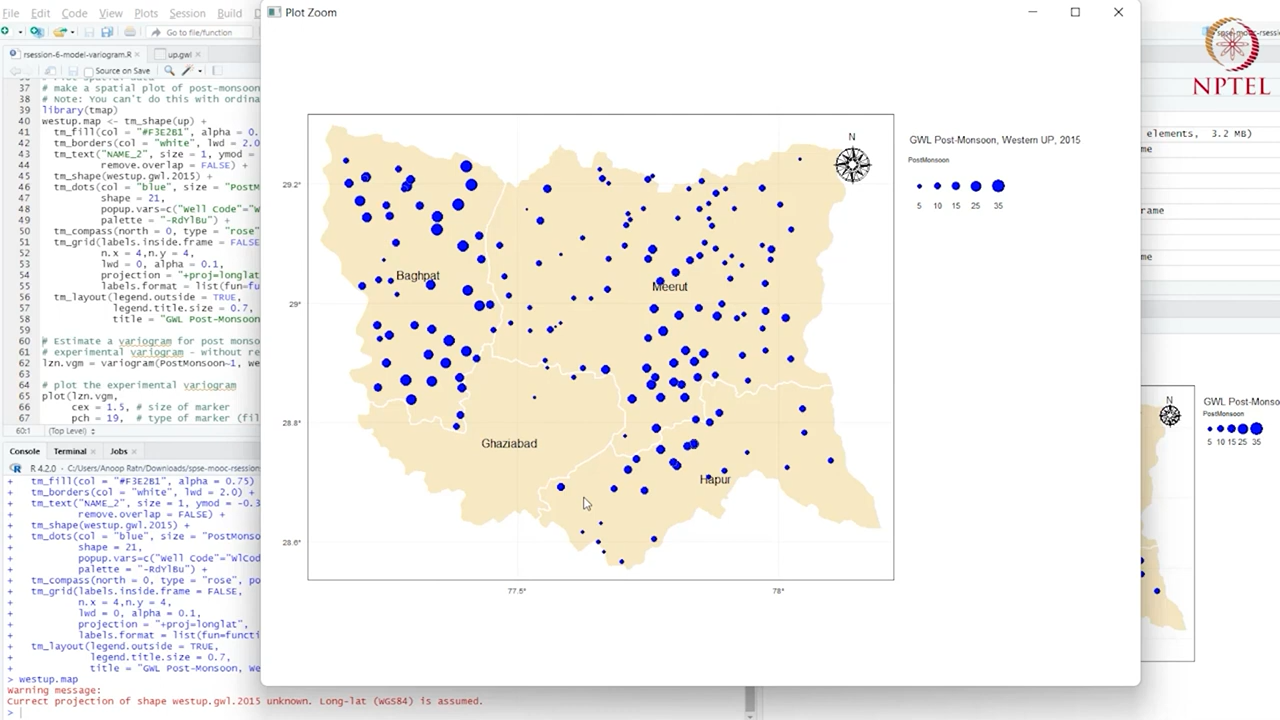 File Edit Code View Plots Session Build
Go to file/function
rsession-6-model-variogram.R
up.gwl
Source on Save
37 # make a spatial plot of post-monsoon
38 # Note: You can't do this with ordinar
39 library(tmap)
40 westup.map <- tm_shape(up) +
41 tm_fill(col = "#F3E2B1", alpha = 0.
42 tm_borders(col = "white", lwd = 2.0
43 tm_text("NAME_2", size = 1, ymod =
44 remove.overlap = FALSE) +
45 tm_shape(westup.gwl.2015) +
46 tm_dots(col = "blue", size = "PostM
47 shape = 21,
48 popup.vars=c("Well Code"="W
49 palette = "-RdYlBu") +
50 tm_compass(north = 0, type = "rose"
51 tm_grid(labels.inside.frame = FALSE
52 n.x = 4,n.y = 4,
53 lwd = 0, alpha = 0.1,
54 projection = "+proj=longlat
55 labels.format = list(fun=fu
56 tm_layout(legend.outside = TRUE,
57 legend.title.size = 0.7,
58 title = "GWL Post-Monsoon
60 # Estimate a variogram for post monso
61 # experimental variogram - without re
62 lzn.vgm = variogram(PostMonsoon~1, we
64 # plot the experimental variogram
65 plot(lzn.vgm,
66 cex = 1.5, # size of marker
67 pch = 19, # type of marker (fil
60:1 (Top Level)
Console Terminal Jobs
R 4.2.0 · C:/Users/Anoop Ratn/Downloads/spse-mooc-rsession
+ tm_fill(col = "#F3E2B1", alpha = 0.75) +
+ tm_borders(col = "white", lwd = 2.0) +
+ tm_text("NAME_2", size = 1, ymod = -0.3
+ remove.overlap = FALSE) +
+ tm_shape(westup.gwl.2015) +
+ tm_dots(col = "blue", size = "PostMonso
+ shape = 21,
+ popup.vars=c("Well Code"="WlCod
+ palette = "-RdYlBu") +
+ tm_compass(north = 0, type = "rose", po
+ tm_grid(labels.inside.frame = FALSE,
+ n.x = 4,n.y = 4,
+ lwd = 0, alpha = 0.1,
+ projection = "+proj=longlat",
+ labels.format = list(fun=functi
+ tm_layout(legend.outside = TRUE,
+ legend.title.size = 0.7,
+ title = "GWL Post-Monsoon, We
> westup.map
Warning message:
Currect projection of shape westup.gwl.2015 unknown. Long-lat (WGS84) is assumed.
>
Plot Zoom
N
29.2°
29°
28.8°
28.6°
77.5°
78°
Baghpat
Meerut
Ghaziabad
Hapur
GWL Post-Monsoon, Western UP, 2015
PostMonsoon
5 10 15 25 35
NPTEL
elements, 3.2 MB)
N
GWL Post-Monso
PostMonsoon
5 10 15 25 35